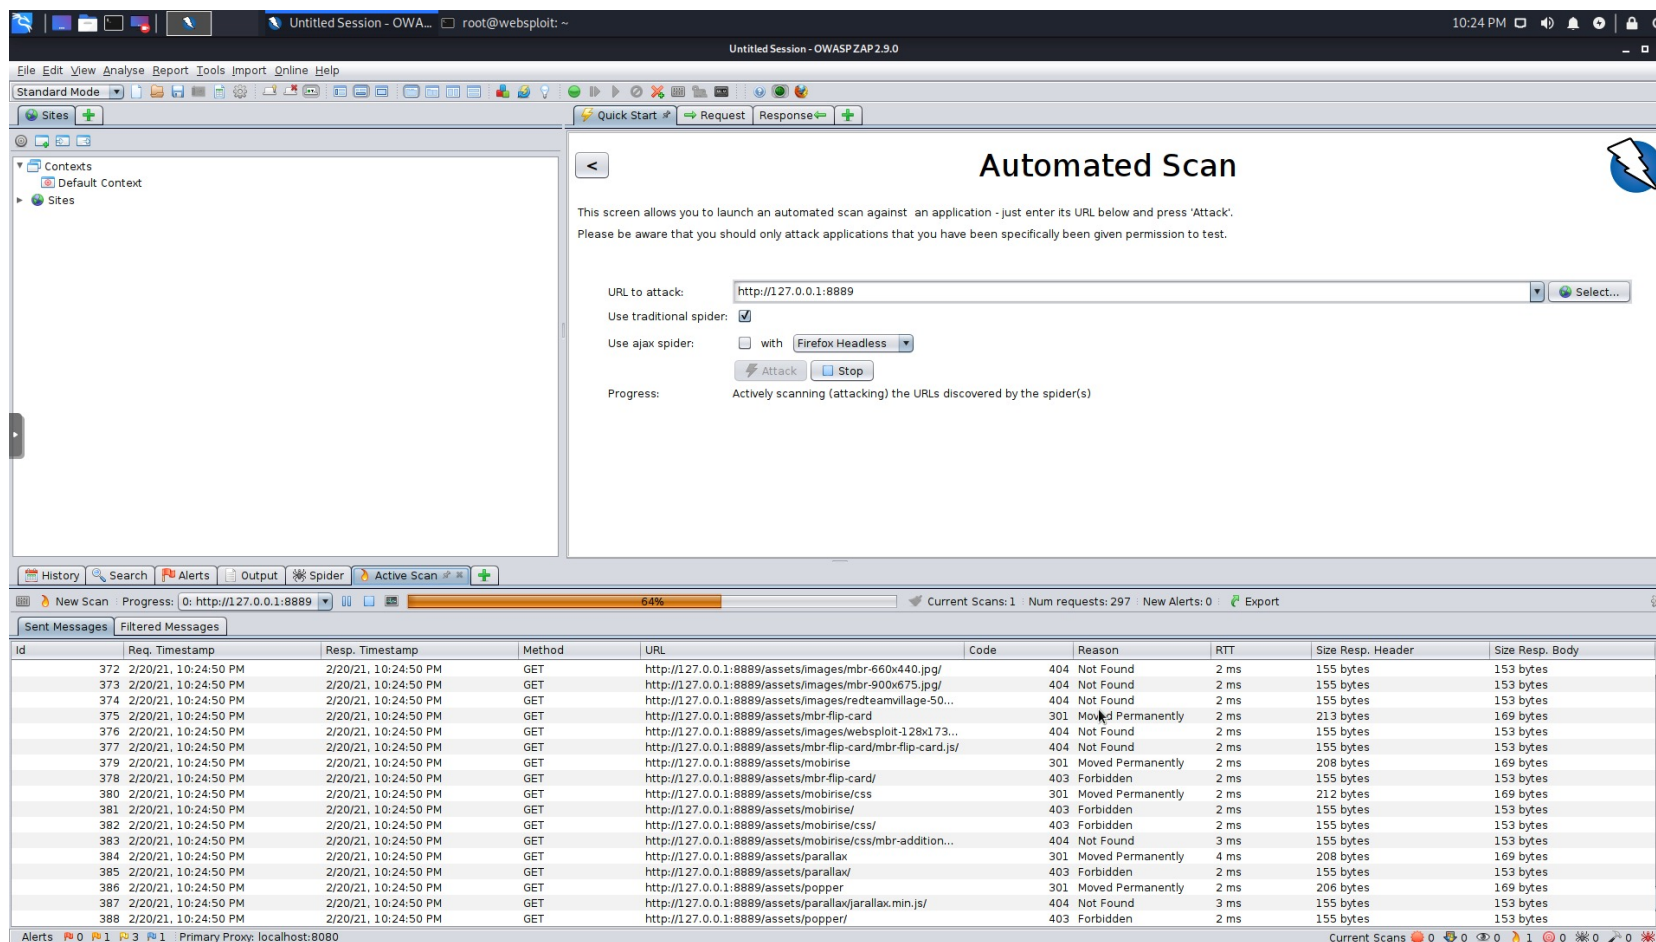 Untitled Session - OWA... root@websploit: ~ 10:24 PM
Untitled Session - OWASP ZAP 2.9.0
File Edit View Analyse Report Tools Import Online Help
Standard Mode
Sites
Quick Start Request Response
Contexts
Default Context
Sites
<
Automated Scan
This screen allows you to launch an automated scan against an application - just enter its URL below and press 'Attack'.
Please be aware that you should only attack applications that you have been specifically been given permission to test.
URL to attack: http://127.0.0.1:8889 Select...
Use traditional spider:
Use ajax spider: with Firefox Headless
Attack Stop
Progress: Actively scanning (attacking) the URLs discovered by the spider(s)
History Search Alerts Output Spider Active Scan
New Scan Progress: 0: http://127.0.0.1:8889 64% Current Scans: 1 Num requests: 297 New Alerts: 0 Export
Sent Messages Filtered Messages
Id Req. Timestamp Resp. Timestamp Method URL Code Reason RTT Size Resp. Header Size Resp. Body
372 2/20/21, 10:24:50 PM 2/20/21, 10:24:50 PM GET http://127.0.0.1:8889/assets/images/mbr-660x440.jpg/ 404 Not Found 2 ms 155 bytes 153 bytes
373 2/20/21, 10:24:50 PM 2/20/21, 10:24:50 PM GET http://127.0.0.1:8889/assets/images/mbr-900x675.jpg/ 404 Not Found 2 ms 155 bytes 153 bytes
374 2/20/21, 10:24:50 PM 2/20/21, 10:24:50 PM GET http://127.0.0.1:8889/assets/images/redteamvillage-50... 404 Not Found 2 ms 155 bytes 153 bytes
375 2/20/21, 10:24:50 PM 2/20/21, 10:24:50 PM GET http://127.0.0.1:8889/assets/mbr-flip-card 301 Moved Permanently 2 ms 213 bytes 169 bytes
376 2/20/21, 10:24:50 PM 2/20/21, 10:24:50 PM GET http://127.0.0.1:8889/assets/images/websploit-128x173... 404 Not Found 2 ms 155 bytes 153 bytes
377 2/20/21, 10:24:50 PM 2/20/21, 10:24:50 PM GET http://127.0.0.1:8889/assets/mbr-flip-card/mbr-flip-card.js/ 404 Not Found 2 ms 155 bytes 153 bytes
379 2/20/21, 10:24:50 PM 2/20/21, 10:24:50 PM GET http://127.0.0.1:8889/assets/mobirise 301 Moved Permanently 2 ms 208 bytes 169 bytes
378 2/20/21, 10:24:50 PM 2/20/21, 10:24:50 PM GET http://127.0.0.1:8889/assets/mbr-flip-card/ 403 Forbidden 2 ms 155 bytes 153 bytes
380 2/20/21, 10:24:50 PM 2/20/21, 10:24:50 PM GET http://127.0.0.1:8889/assets/mobirise/css 301 Moved Permanently 2 ms 212 bytes 169 bytes
381 2/20/21, 10:24:50 PM 2/20/21, 10:24:50 PM GET http://127.0.0.1:8889/assets/mobirise/ 403 Forbidden 2 ms 155 bytes 153 bytes
382 2/20/21, 10:24:50 PM 2/20/21, 10:24:50 PM GET http://127.0.0.1:8889/assets/mobirise/css/ 403 Forbidden 2 ms 155 bytes 153 bytes
383 2/20/21, 10:24:50 PM 2/20/21, 10:24:50 PM GET http://127.0.0.1:8889/assets/mobirise/css/mbr-addition... 404 Not Found 3 ms 155 bytes 153 bytes
384 2/20/21, 10:24:50 PM 2/20/21, 10:24:50 PM GET http://127.0.0.1:8889/assets/parallax 301 Moved Permanently 4 ms 208 bytes 169 bytes
385 2/20/21, 10:24:50 PM 2/20/21, 10:24:50 PM GET http://127.0.0.1:8889/assets/parallax/ 403 Forbidden 2 ms 155 bytes 153 bytes
386 2/20/21, 10:24:50 PM 2/20/21, 10:24:50 PM GET http://127.0.0.1:8889/assets/popper 301 Moved Permanently 2 ms 206 bytes 169 bytes
387 2/20/21, 10:24:50 PM 2/20/21, 10:24:50 PM GET http://127.0.0.1:8889/assets/parallax/jarallax.min.js/ 404 Not Found 3 ms 155 bytes 153 bytes
388 2/20/21, 10:24:50 PM 2/20/21, 10:24:50 PM GET http://127.0.0.1:8889/assets/popper/ 403 Forbidden 2 ms 155 bytes 153 bytes
Alerts 0 1 3 1 Primary Proxy: localhost:8080 Current Scans 0 0 0 1 0 0 0